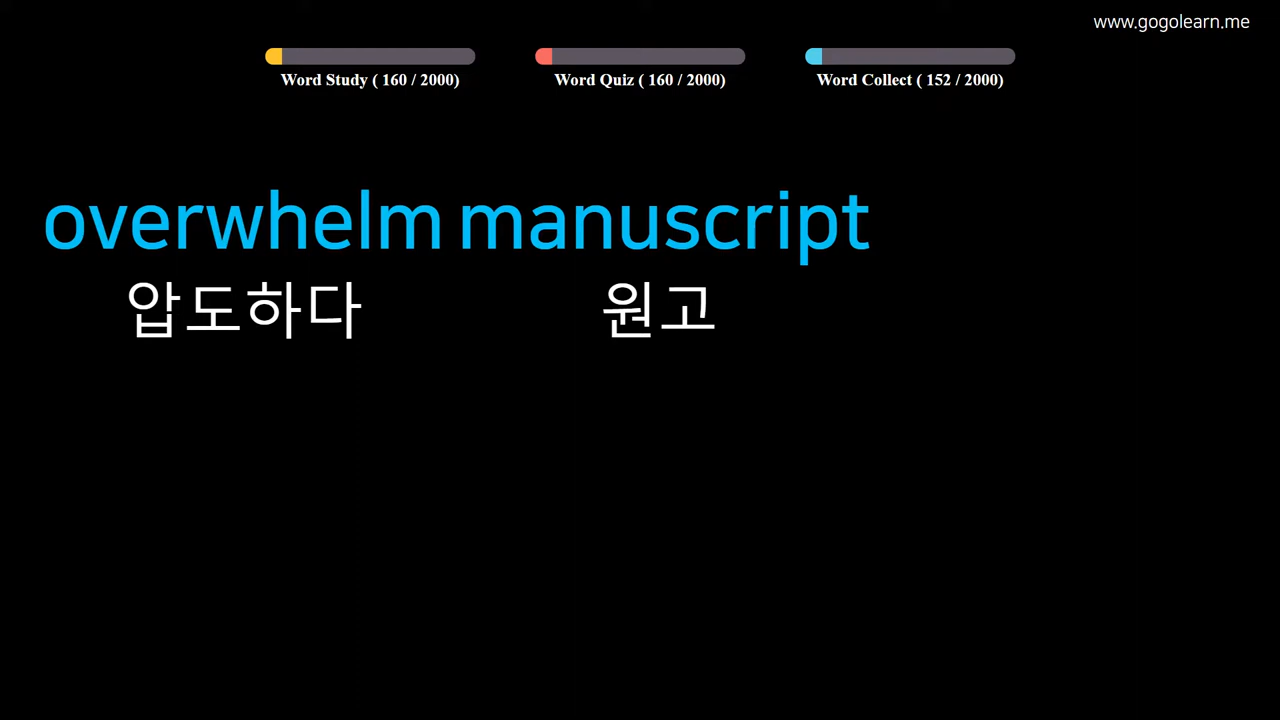 www.gogolearn.me
Word Study ( 160 / 2000) Word Quiz ( 160 / 2000) Word Collect ( 152 / 2000)
overwhelm manuscript
압도하다 원고